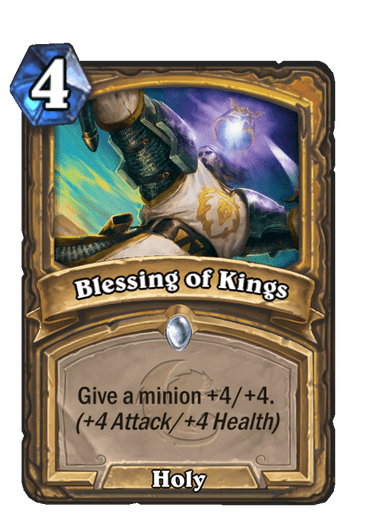 4
Blessing of Kings
Give a minion +4/+4.
(+4 Attack/+4 Health)
Holy